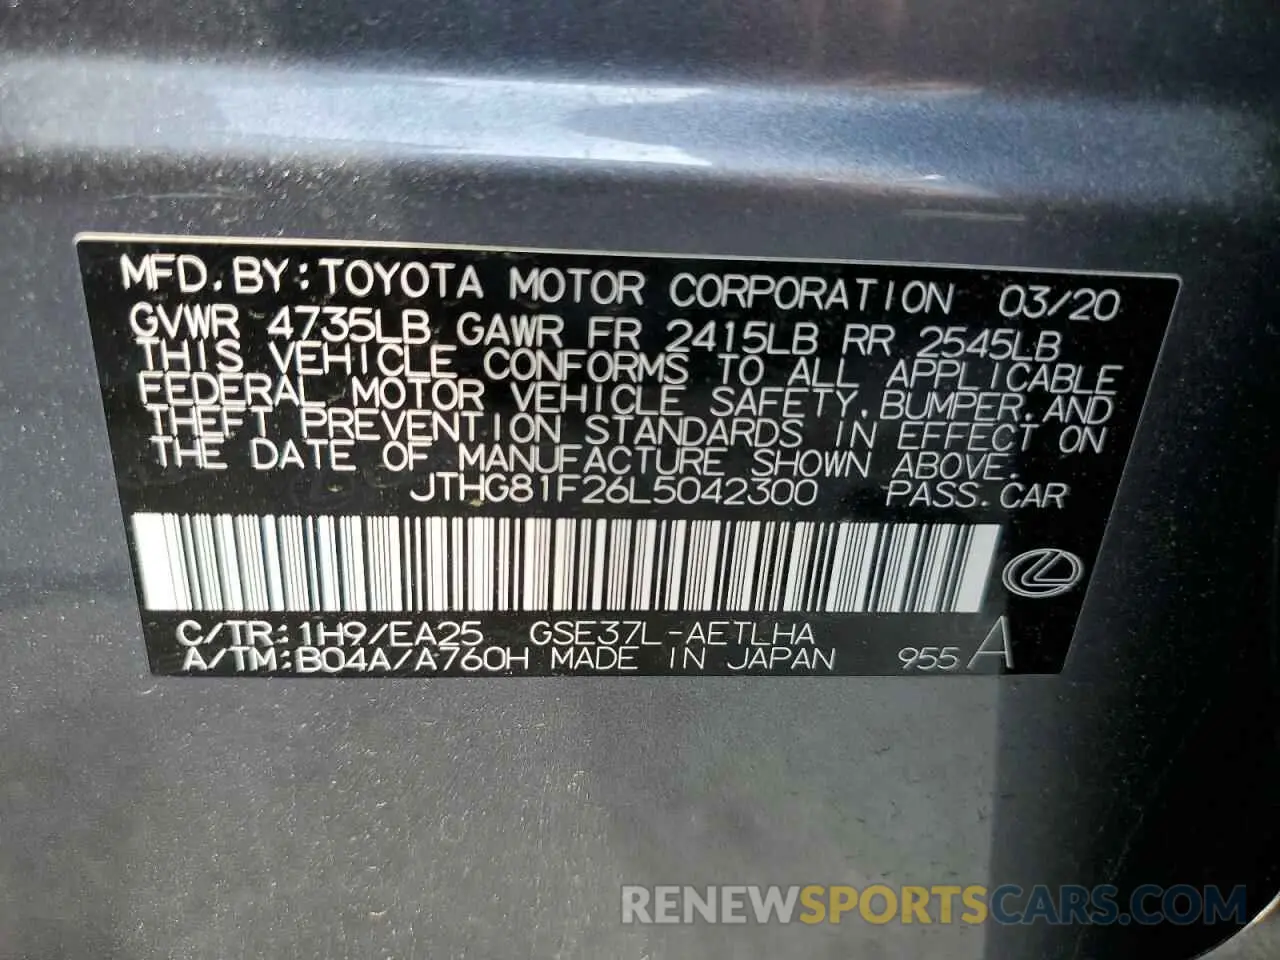 MFD.BY:TOYOTA MOTOR CORPORATION 03/20
GVWR 4735LB GAWR FR 2415LB RR 2545LB
THIS VEHICLE CONFORMS TO ALL APPLICABLE
FEDERAL MOTOR VEHICLE SAFETY,BUMPER,AND
THEFT PREVENTION STANDARDS IN EFFECT ON
THE DATE OF MANUFACTURE SHOWN ABOVE.
JTHG81F26L5042300 PASS.CAR
C/TR:1H9/EA25 GSE37L-AETLHA
A/TM:B04A/A760H MADE IN JAPAN 955 A
RENEWSPORTSCARS.COM